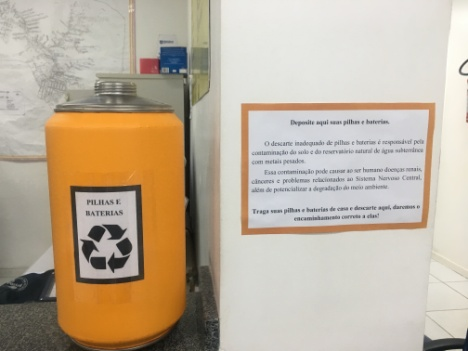 PILHAS E
BATERIAS
Deposite aqui suas pilhas e baterias.
O descarte inadequado de pilhas e baterias é responsável pela
contaminação do solo e do reservatório natural de água subterrânea
com metais pesados.
Essa contaminação pode causar ao ser humano doenças renais,
cânceres e problemas relacionados ao Sistema Nervoso Central,
além de potencializar a degradação do meio ambiente.
Traga suas pilhas e baterias de casa e descarte aqui, daremos o
encaminhamento correto a elas!